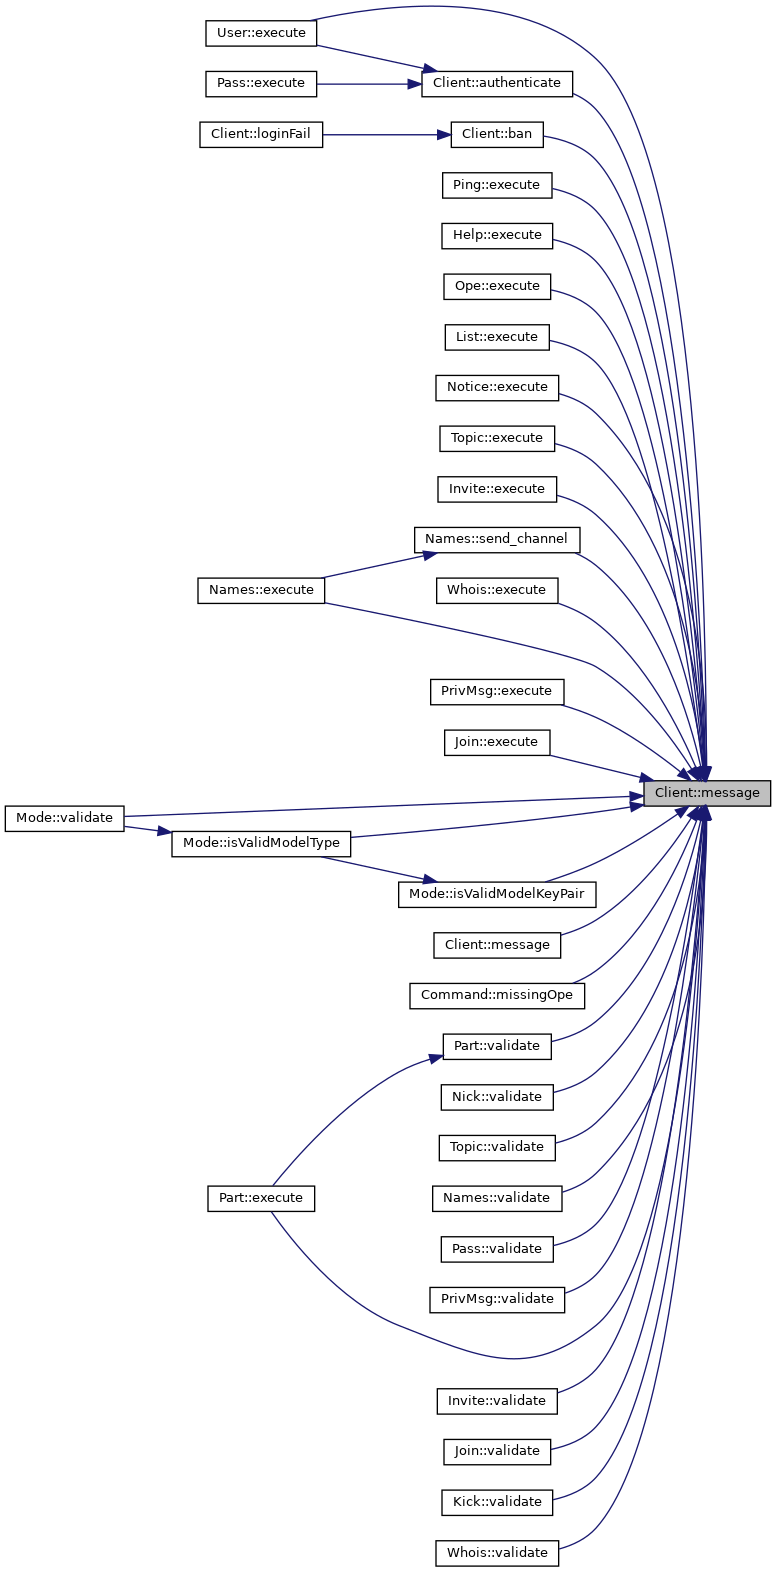 User::execute
Pass::execute
Client::authenticate
Client::loginFail
Client::ban
Ping::execute
Help::execute
Ope::execute
List::execute
Notice::execute
Topic::execute
Invite::execute
Names::send_channel
Names::execute
Whois::execute
PrivMsg::execute
Join::execute
Client::message
Mode::validate
Mode::isValidModelType
Mode::isValidModelKeyPair
Client::message
Command::missingOpe
Part::validate
Nick::validate
Topic::validate
Part::execute
Names::validate
Pass::validate
PrivMsg::validate
Invite::validate
Join::validate
Kick::validate
Whois::validate